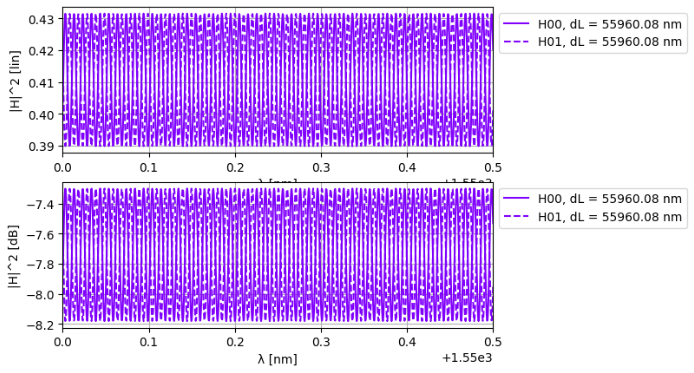 |H|^2 [lin]
0.43
0.42
0.41
0.40
0.39
0.0
0.1
0.2
0.3
0.4
0.5
H00, dL = 55960.08 nm
H01, dL = 55960.08 nm
|H|^2 [dB]
−7.4
−7.6
−7.8
−8.0
−8.2
0.0
0.1
0.2
0.3
0.4
0.5
λ [nm]
+1.55e3
H00, dL = 55960.08 nm
H01, dL = 55960.08 nm